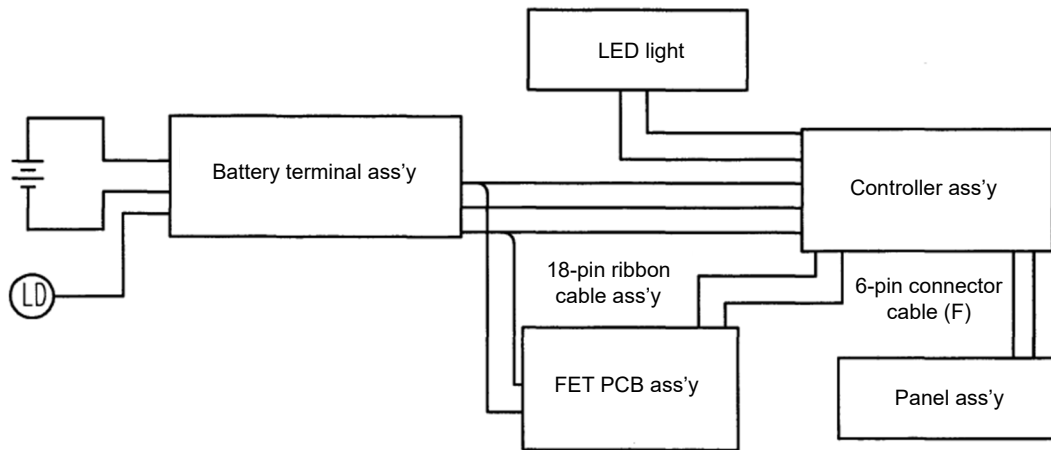 LED light
Battery terminal ass'y
Controller ass'y
18-pin ribbon
cable ass'y
6-pin connector
cable (F)
LD
FET PCB ass'y
Panel ass'y